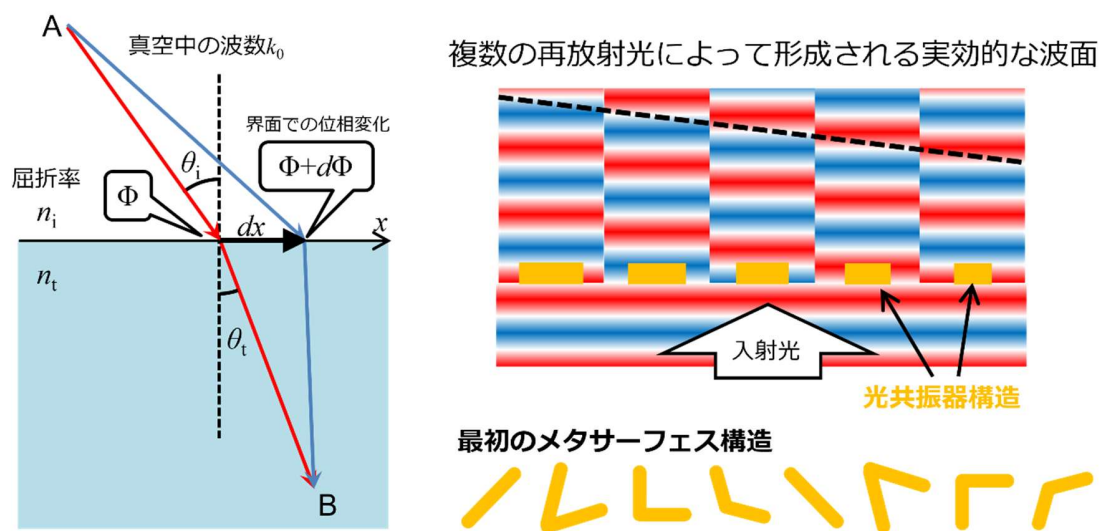 A
真空中の波数k₀
界面での位相変化
θᵢ
Φ
Φ+dΦ
屈折率
nᵢ
dx
x
nₜ
θₜ
B
複数の再放射光によって形成される実効的な波面
入射光
光共振器構造
最初のメタサーフェス構造